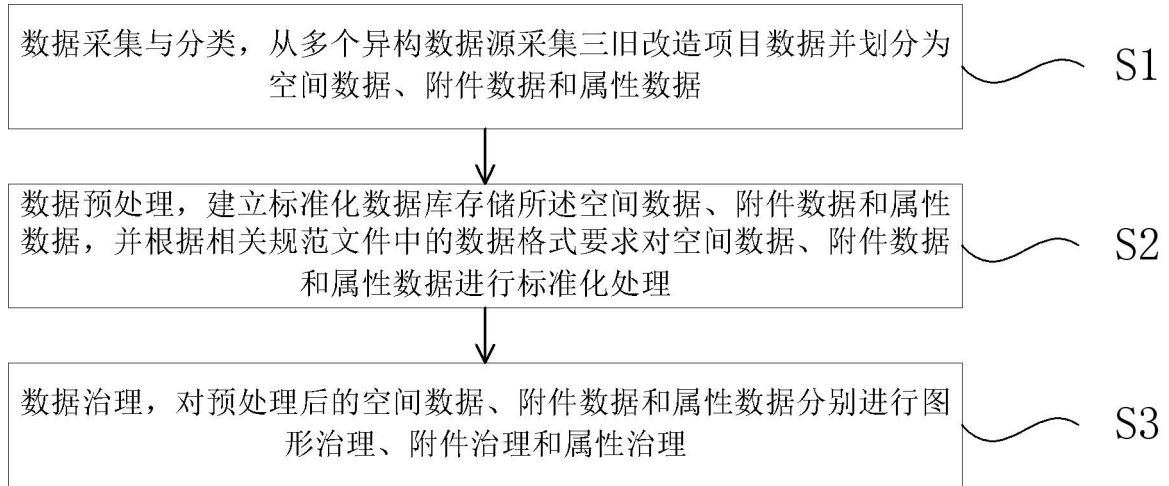 数据采集与分类，从多个异构数据源采集三旧改造项目数据并划分为
空间数据、附件数据和属性数据
S1
数据预处理，建立标准化数据库存储所述空间数据、附件数据和属性
数据，并根据相关规范文件中的数据格式要求对空间数据、附件数据
和属性数据进行标准化处理
S2
数据治理，对预处理后的空间数据、附件数据和属性数据分别进行图
形治理、附件治理和属性治理
S3